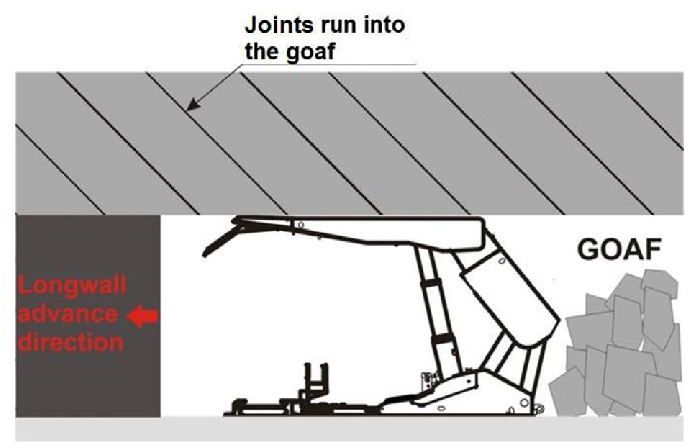 Joints run into
the goaf
GOAF
Longwall
advance
direction